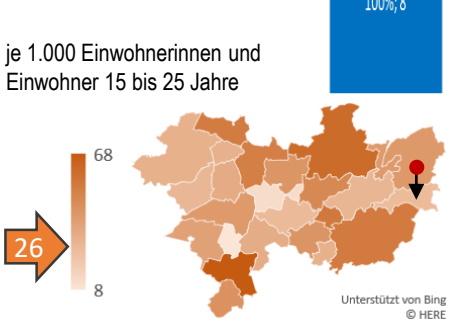 100%; 8
je 1.000 Einwohnerinnen und
Einwohner 15 bis 25 Jahre
68
26
8
Unterstützt von Bing
© HERE